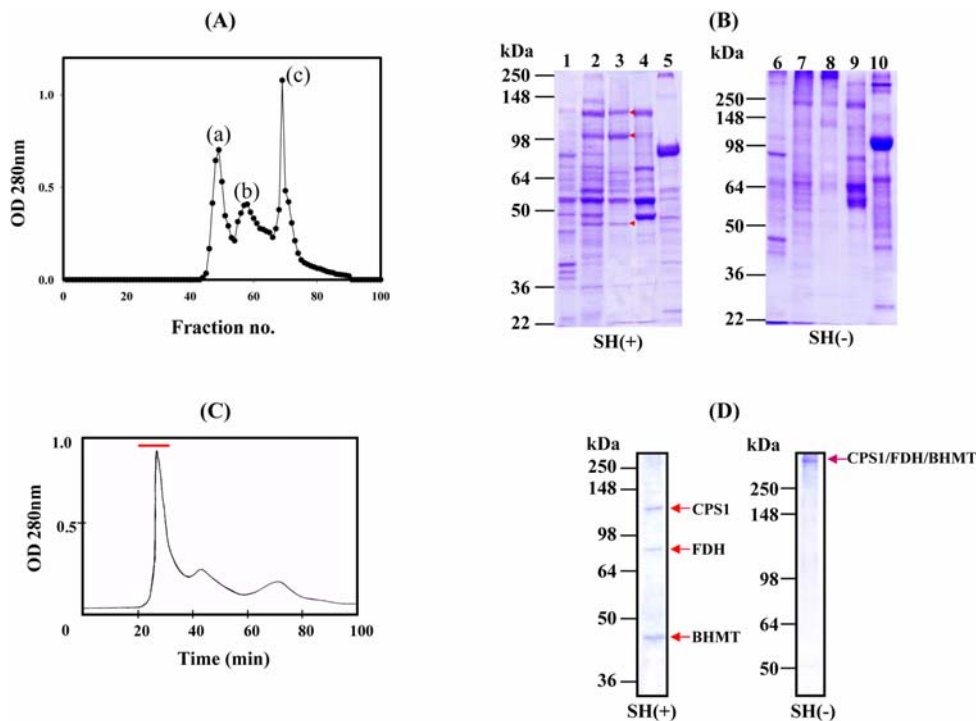 (A)
OD 280nm
1.0
0.5
0.0
(a)
(b)
(c)
0 20 40 60 80 100
Fraction no.
(B)
kDa
1 2 3 4 5
250
148
98
64
50
36
22
SH(+)
kDa
6 7 8 9 10
250
148
98
64
50
36
22
SH(-)
(C)
OD 280nm
1.0
0.5
0 20 40 60 80 100
Time (min)
(D)
kDa
250
148
98
64
50
36
CPS1
FDH
BHMT
SH(+)
kDa
250
148
98
64
50
CPS1/FDH/BHMT
SH(-)